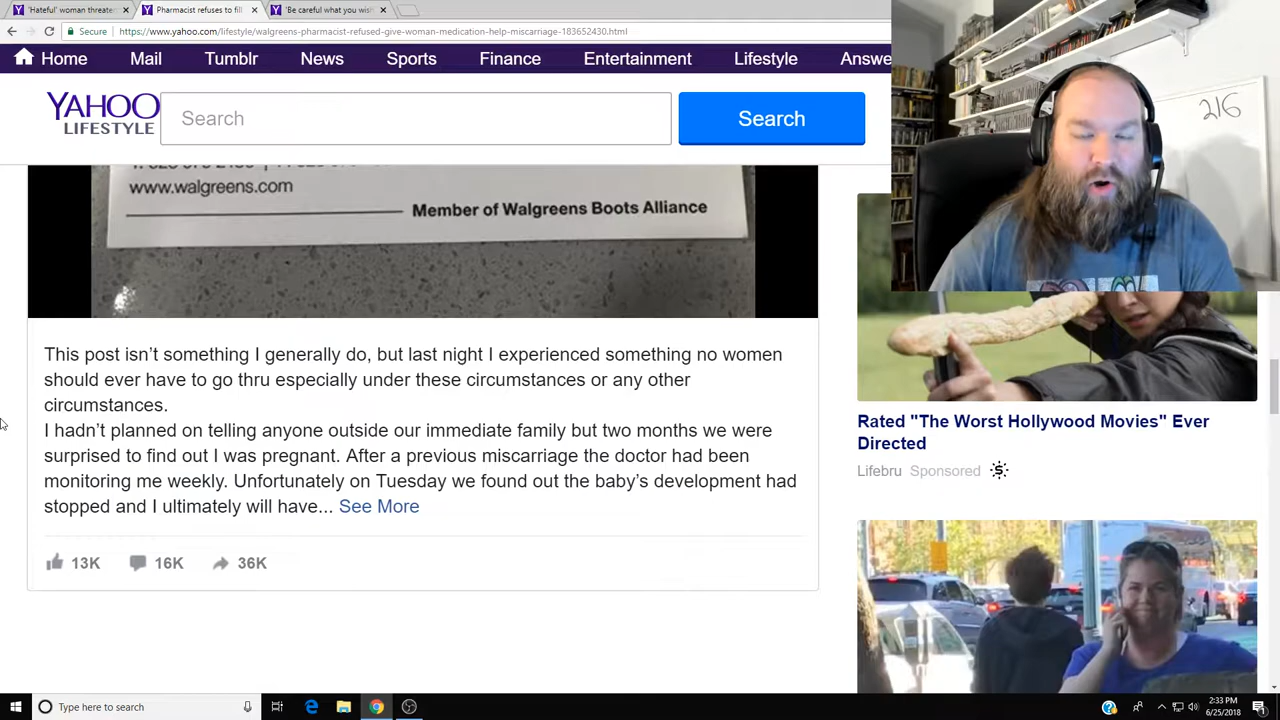 'Hateful' woman threaten
Pharmacist refuses to fill
'Be careful what you wish
Secure
https://www.yahoo.com/lifestyle/walgreens-pharmacist-refused-give-woman-medication-help-miscarriage-183652430.html
Home Mail Tumblr News Sports Finance Entertainment Lifestyle Answe
YAHOO
LIFESTYLE
Search
Search
216
www.walgreens.com
Member of Walgreens Boots Alliance
This post isn't something I generally do, but last night I experienced something no women
should ever have to go thru especially under these circumstances or any other
circumstances.
I hadn't planned on telling anyone outside our immediate family but two months we were
surprised to find out I was pregnant. After a previous miscarriage the doctor had been
monitoring me weekly. Unfortunately on Tuesday we found out the baby's development had
stopped and I ultimately will have... See More
13K 16K 36K
Rated "The Worst Hollywood Movies" Ever
Directed
Lifebru Sponsored
Type here to search
2:33 PM
6/25/2018